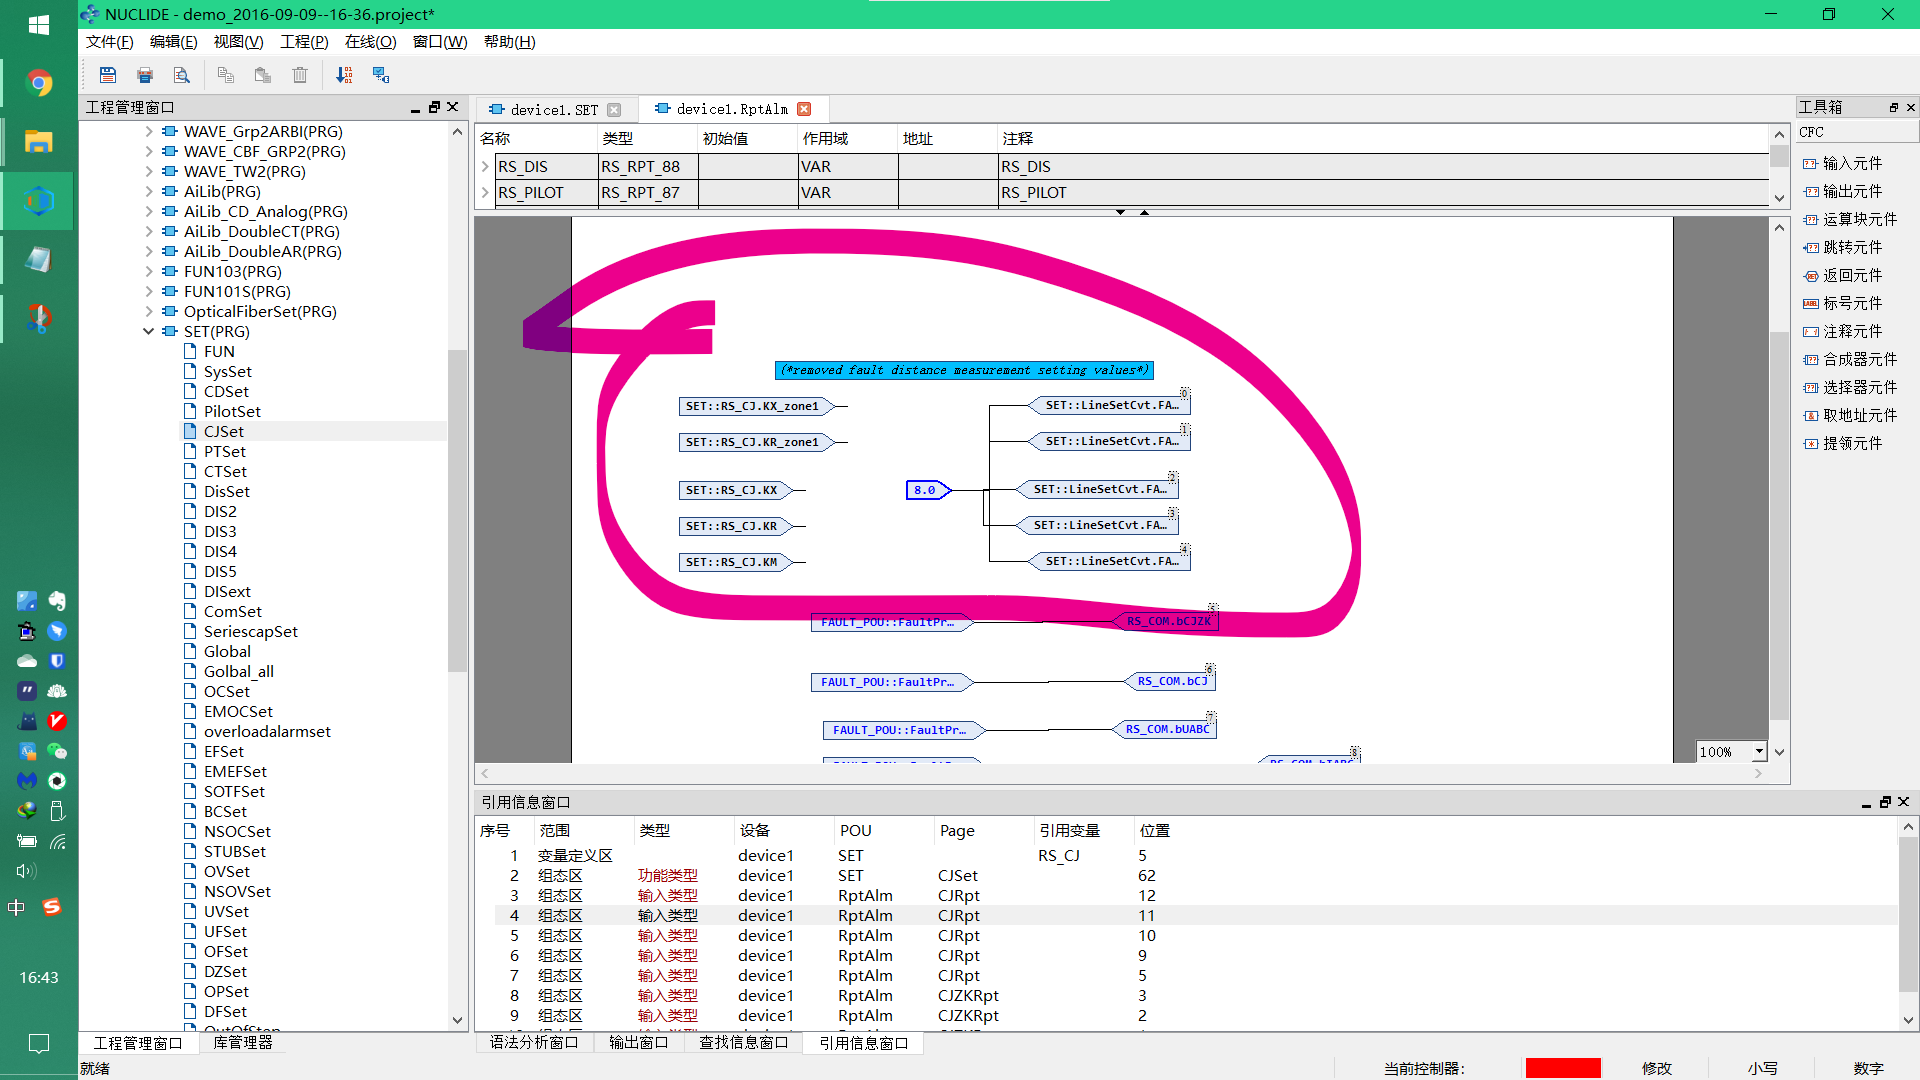 NUCLIDE - demo_2016-09-09--16-36.project*
文件(F) 编辑(E) 视图(V) 工程(P) 在线(O) 窗口(W) 帮助(H)
工程管理窗口
WAVE_Grp2ARBI(PRG)
WAVE_CBF_GRP2(PRG)
WAVE_TW2(PRG)
AiLib(PRG)
AiLib_CD_Analog(PRG)
AiLib_DoubleCT(PRG)
AiLib_DoubleAR(PRG)
FUN103(PRG)
FUN101S(PRG)
OpticalFiberSet(PRG)
SET(PRG)
FUN
SysSet
CDSet
PilotSet
CJSet
PTSet
CTSet
DisSet
DIS2
DIS3
DIS4
DIS5
DISext
ComSet
SeriescapSet
Global
Golbal_all
OCSet
EMOCSet
overloadalarmset
EFSet
EMEFSet
SOTFSet
BCSet
NSOCSet
STUBSet
OVSet
NSOVSet
UVSet
UFSet
OFSet
DZSet
OPSet
DFSet
工程管理窗口 库管理器
就绪
中
16:43
device1.SET device1.RptAlm
名称 类型 初始值 作用域 地址 注释
RS_DIS RS_RPT_88 VAR RS_DIS
RS_PILOT RS_RPT_87 VAR RS_PILOT
(*removed fault distance measurement setting values*)
SET::RS_CJ.KX_zone1 SET::LineSetCvt.FA… 0
SET::RS_CJ.KR_zone1 SET::LineSetCvt.FA… 1
SET::RS_CJ.KX 8.0 SET::LineSetCvt.FA… 2
SET::RS_CJ.KR SET::LineSetCvt.FA… 3
SET::RS_CJ.KM SET::LineSetCvt.FA… 4
FAULT_POU::FaultPr… RS_COM.bCJZK 5
FAULT_POU::FaultPr… RS_COM.bCJ 6
FAULT_POU::FaultPr… RS_COM.bUABC 7
8
100%
工具箱
CFC
输入元件
输出元件
运算块元件
跳转元件
返回元件
标号元件
注释元件
合成器元件
选择器元件
取地址元件
提领元件
引用信息窗口
序号 范围 类型 设备 POU Page 引用变量 位置
1 变量定义区 device1 SET RS_CJ 5
2 组态区 功能类型 device1 SET CJSet 62
3 组态区 输入类型 device1 RptAlm CJRpt 12
4 组态区 输入类型 device1 RptAlm CJRpt 11
5 组态区 输入类型 device1 RptAlm CJRpt 10
6 组态区 输入类型 device1 RptAlm CJRpt 9
7 组态区 输入类型 device1 RptAlm CJRpt 5
8 组态区 输入类型 device1 RptAlm CJZKRpt 3
9 组态区 输入类型 device1 RptAlm CJZKRpt 2
语法分析窗口 输出窗口 查找信息窗口 引用信息窗口
当前控制器: 修改 小写 数字